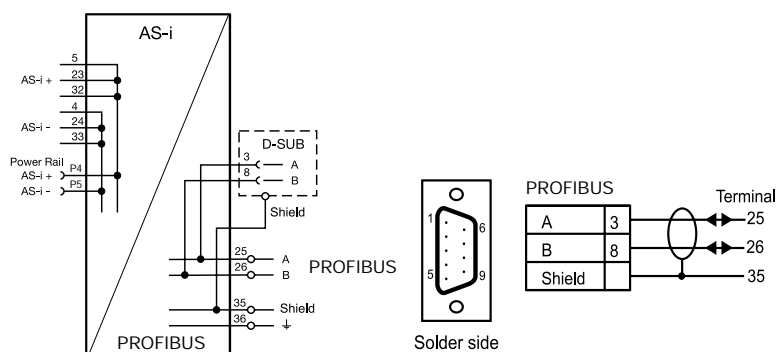 AS-i
5
AS-i + 23
32
4
AS-i - 24
33
Power Rail
AS-i + P4
AS-i - P5
D-SUB
3 A
8 B
Shield
25 A
26 B
PROFIBUS
35 Shield
36
PROFIBUS
1
6
5
9
Solder side
PROFIBUS
Terminal
A 3 25
B 8 26
Shield 35